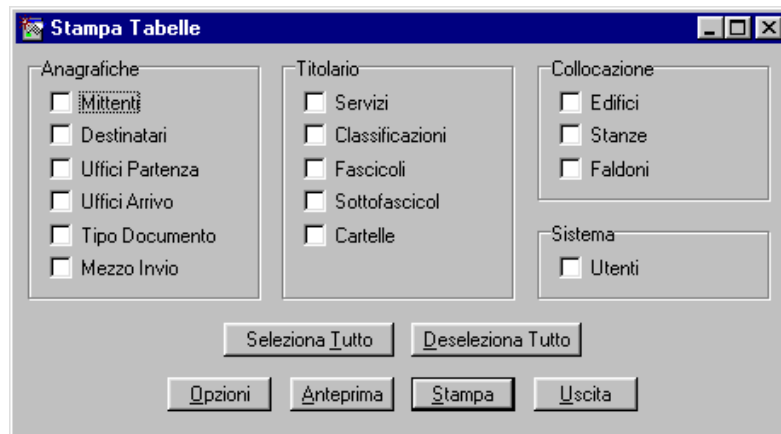 Stampa Tabelle
Anagrafiche
Mittenti
Destinatari
Uffici Partenza
Uffici Arrivo
Tipo Documento
Mezzo Invio
Titolario
Servizi
Classificazioni
Fascicoli
Sottofascicol
Cartelle
Collocazione
Edifici
Stanze
Faldoni
Sistema
Utenti
Seleziona Tutto Deseleziona Tutto
Opzioni Anteprima Stampa Uscita